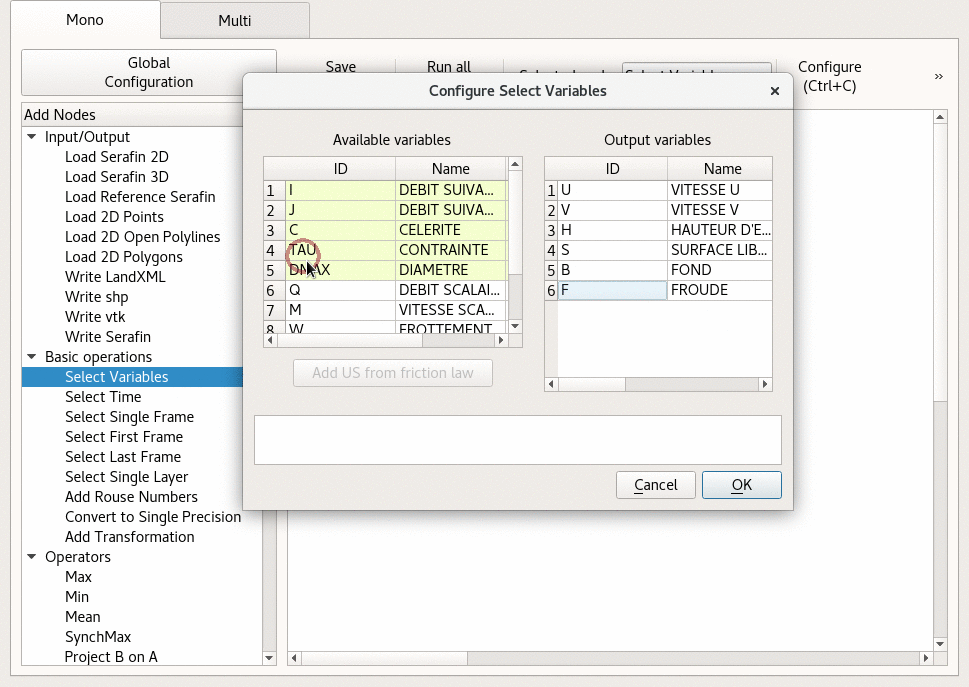 Mono
Multi
Global
Configuration
Save
Run all
Configure
(Ctrl+C)
»
Add Nodes
Input/Output
Load Serafin 2D
Load Serafin 3D
Load Reference Serafin
Load 2D Points
Load 2D Open Polylines
Load 2D Polygons
Write LandXML
Write shp
Write vtk
Write Serafin
Basic operations
Select Variables
Select Time
Select Single Frame
Select First Frame
Select Last Frame
Select Single Layer
Add Rouse Numbers
Convert to Single Precision
Add Transformation
Operators
Max
Min
Mean
SynchMax
Project B on A
Configure Select Variables
×
Available variables
ID Name
1 I DEBIT SUIVA...
2 J DEBIT SUIVA...
3 C CELERITE
4 TAU CONTRAINTE
5 DMAX DIAMETRE
6 Q DEBIT SCALAI...
7 M VITESSE SCA...
8 W FROTTEMENT
Add US from friction law
Output variables
ID Name
1 U VITESSE U
2 V VITESSE V
3 H HAUTEUR D'E...
4 S SURFACE LIB...
5 B FOND
6 F FROUDE
Cancel
OK